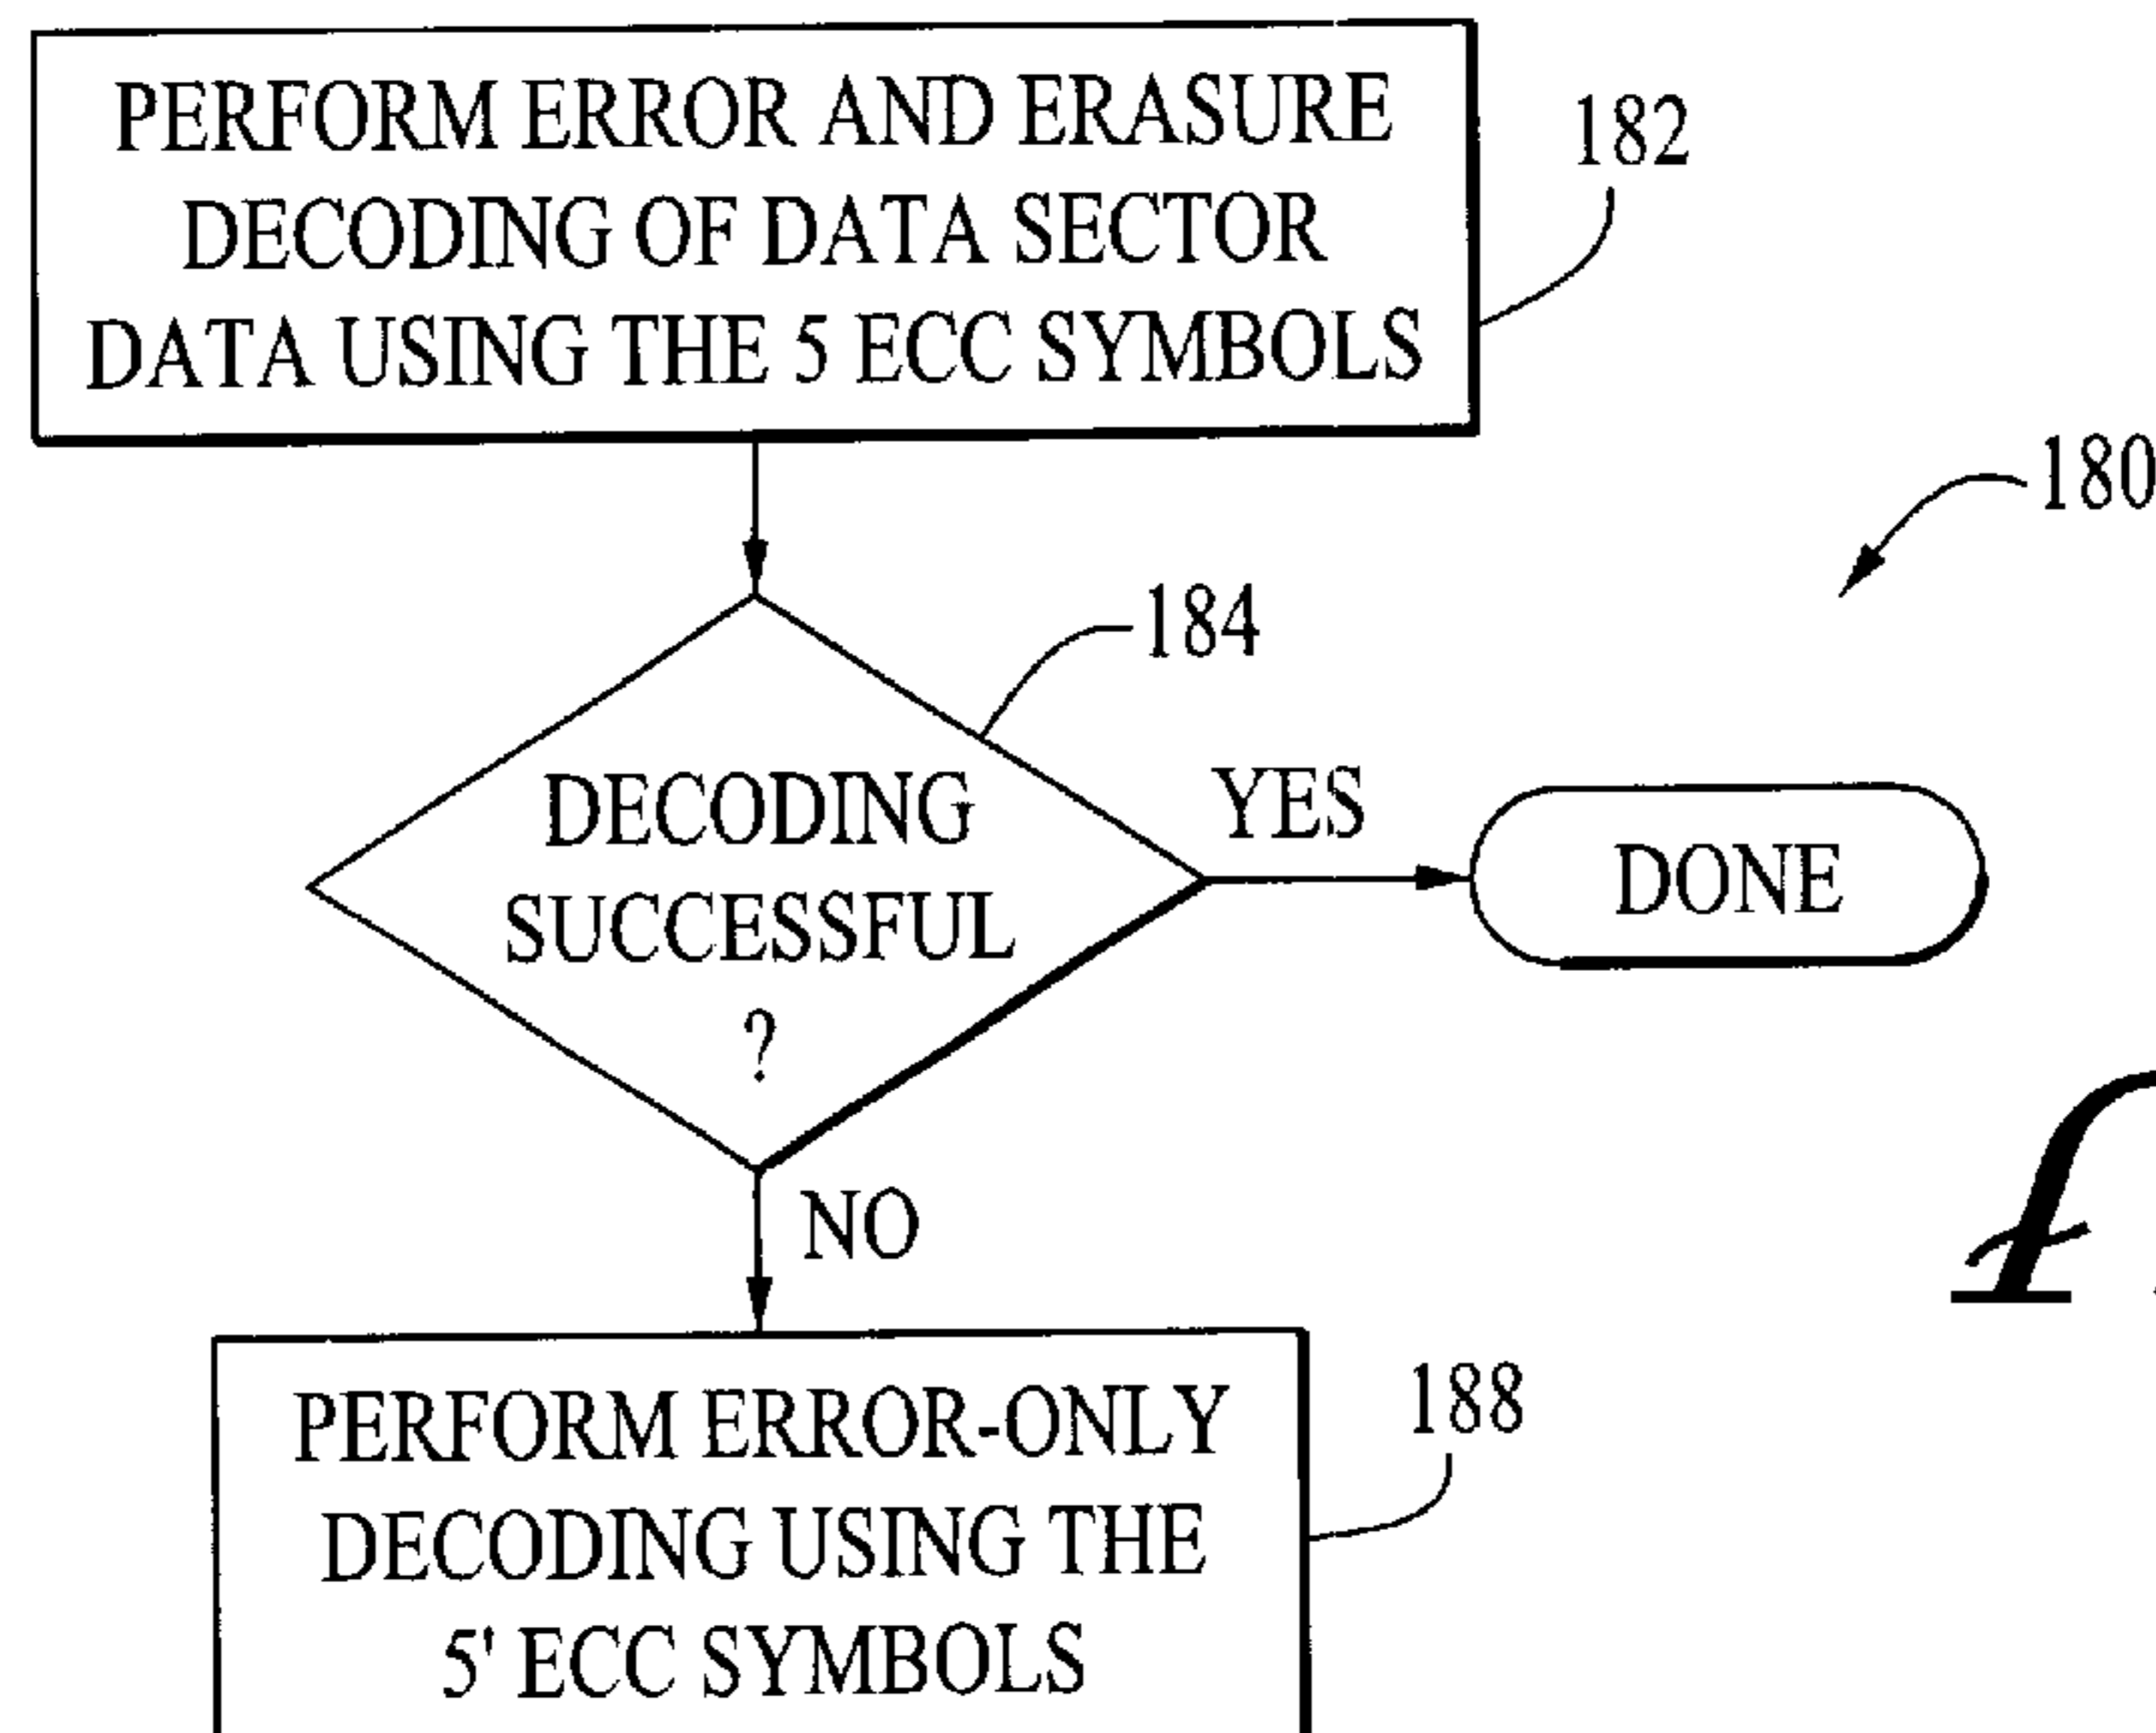 PERFORM ERROR AND ERASURE
DECODING OF DATA SECTOR
DATA USING THE 5 ECC SYMBOLS
182
180
184
DECODING
SUCCESSFUL
?
YES
DONE
NO
PERFORM ERROR-ONLY
DECODING USING THE
5' ECC SYMBOLS
188